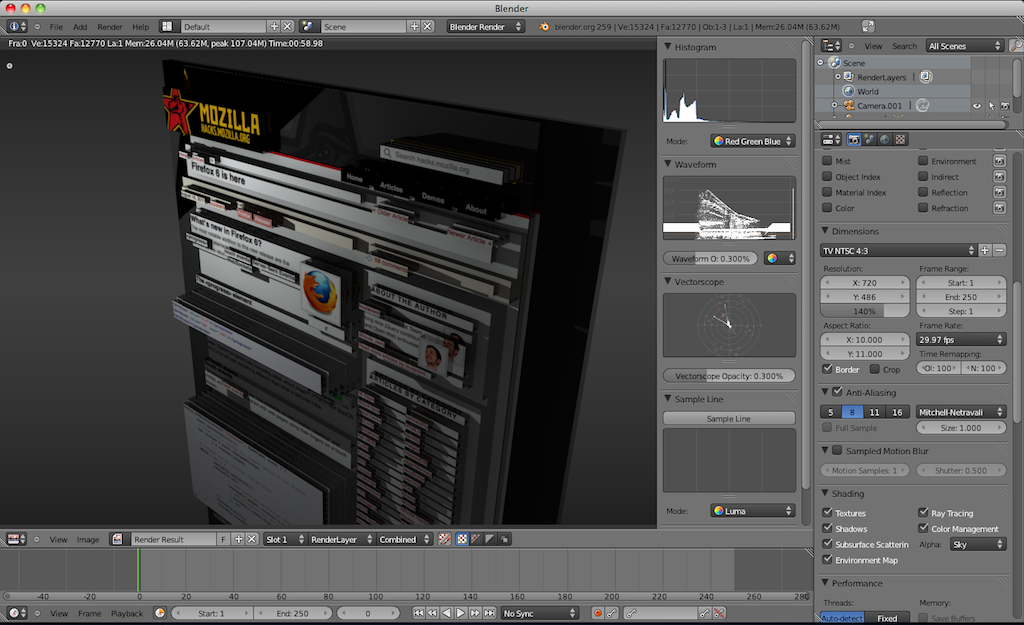 Blender
File Add Render Help Default Scene Blender Render blender.org 259 | Ve:15324 | Fa:12770 | Ob:1-3 | La:1 | Mem:26.04M (63.62M)
Fra:0 Ve:15324 Fa:12770 La:1 Mem:26.04M (63.62M, peak 107.04M) Time:00:58.98
MOZILLA
HACKS.MOZILLA.ORG
Search hacks.mozilla.org
Home Articles Demos About
Firefox 6 is here
Older Article
Newer Article »
What's new in Firefox 6?
The <progress> element
ABOUT THE AUTHOR
ARTICLES BY CATEGORY
Histogram
Mode: Red Green Blue
Waveform
Waveform O: 0.300%
Vectorscope
Vectorscope Opacity: 0.300%
Sample Line
Sample Line
Mode: Luma
View Search All Scenes
Scene
RenderLayers
World
Camera.001
Mist Environment
Object Index Indirect
Material Index Reflection
Color Refraction
Dimensions
TV NTSC 4:3
Resolution: Frame Range:
X: 720 Start: 1
Y: 486 End: 250
140% Step: 1
Aspect Ratio: Frame Rate:
X: 10.000 29.97 fps
Y: 11.000 Time Remapping:
Border Crop Ol: 100 N: 100
Anti-Aliasing
5 8 11 16 Mitchell-Netravali
Full Sample Size: 1.000
Sampled Motion Blur
Motion Samples: 1 Shutter: 0.500
Shading
Textures Ray Tracing
Shadows Color Management
Subsurface Scatterin Alpha: Sky
Environment Map
Performance
Threads: Memory:
Auto-detect Fixed Save Buffers
View Image Render Result F Slot 1 RenderLayer Combined
-40 -20 0 20 40 60 80 100 120 140 160 180 200 220 240 260 280
View Frame Playback Start: 1 End: 250 0 No Sync